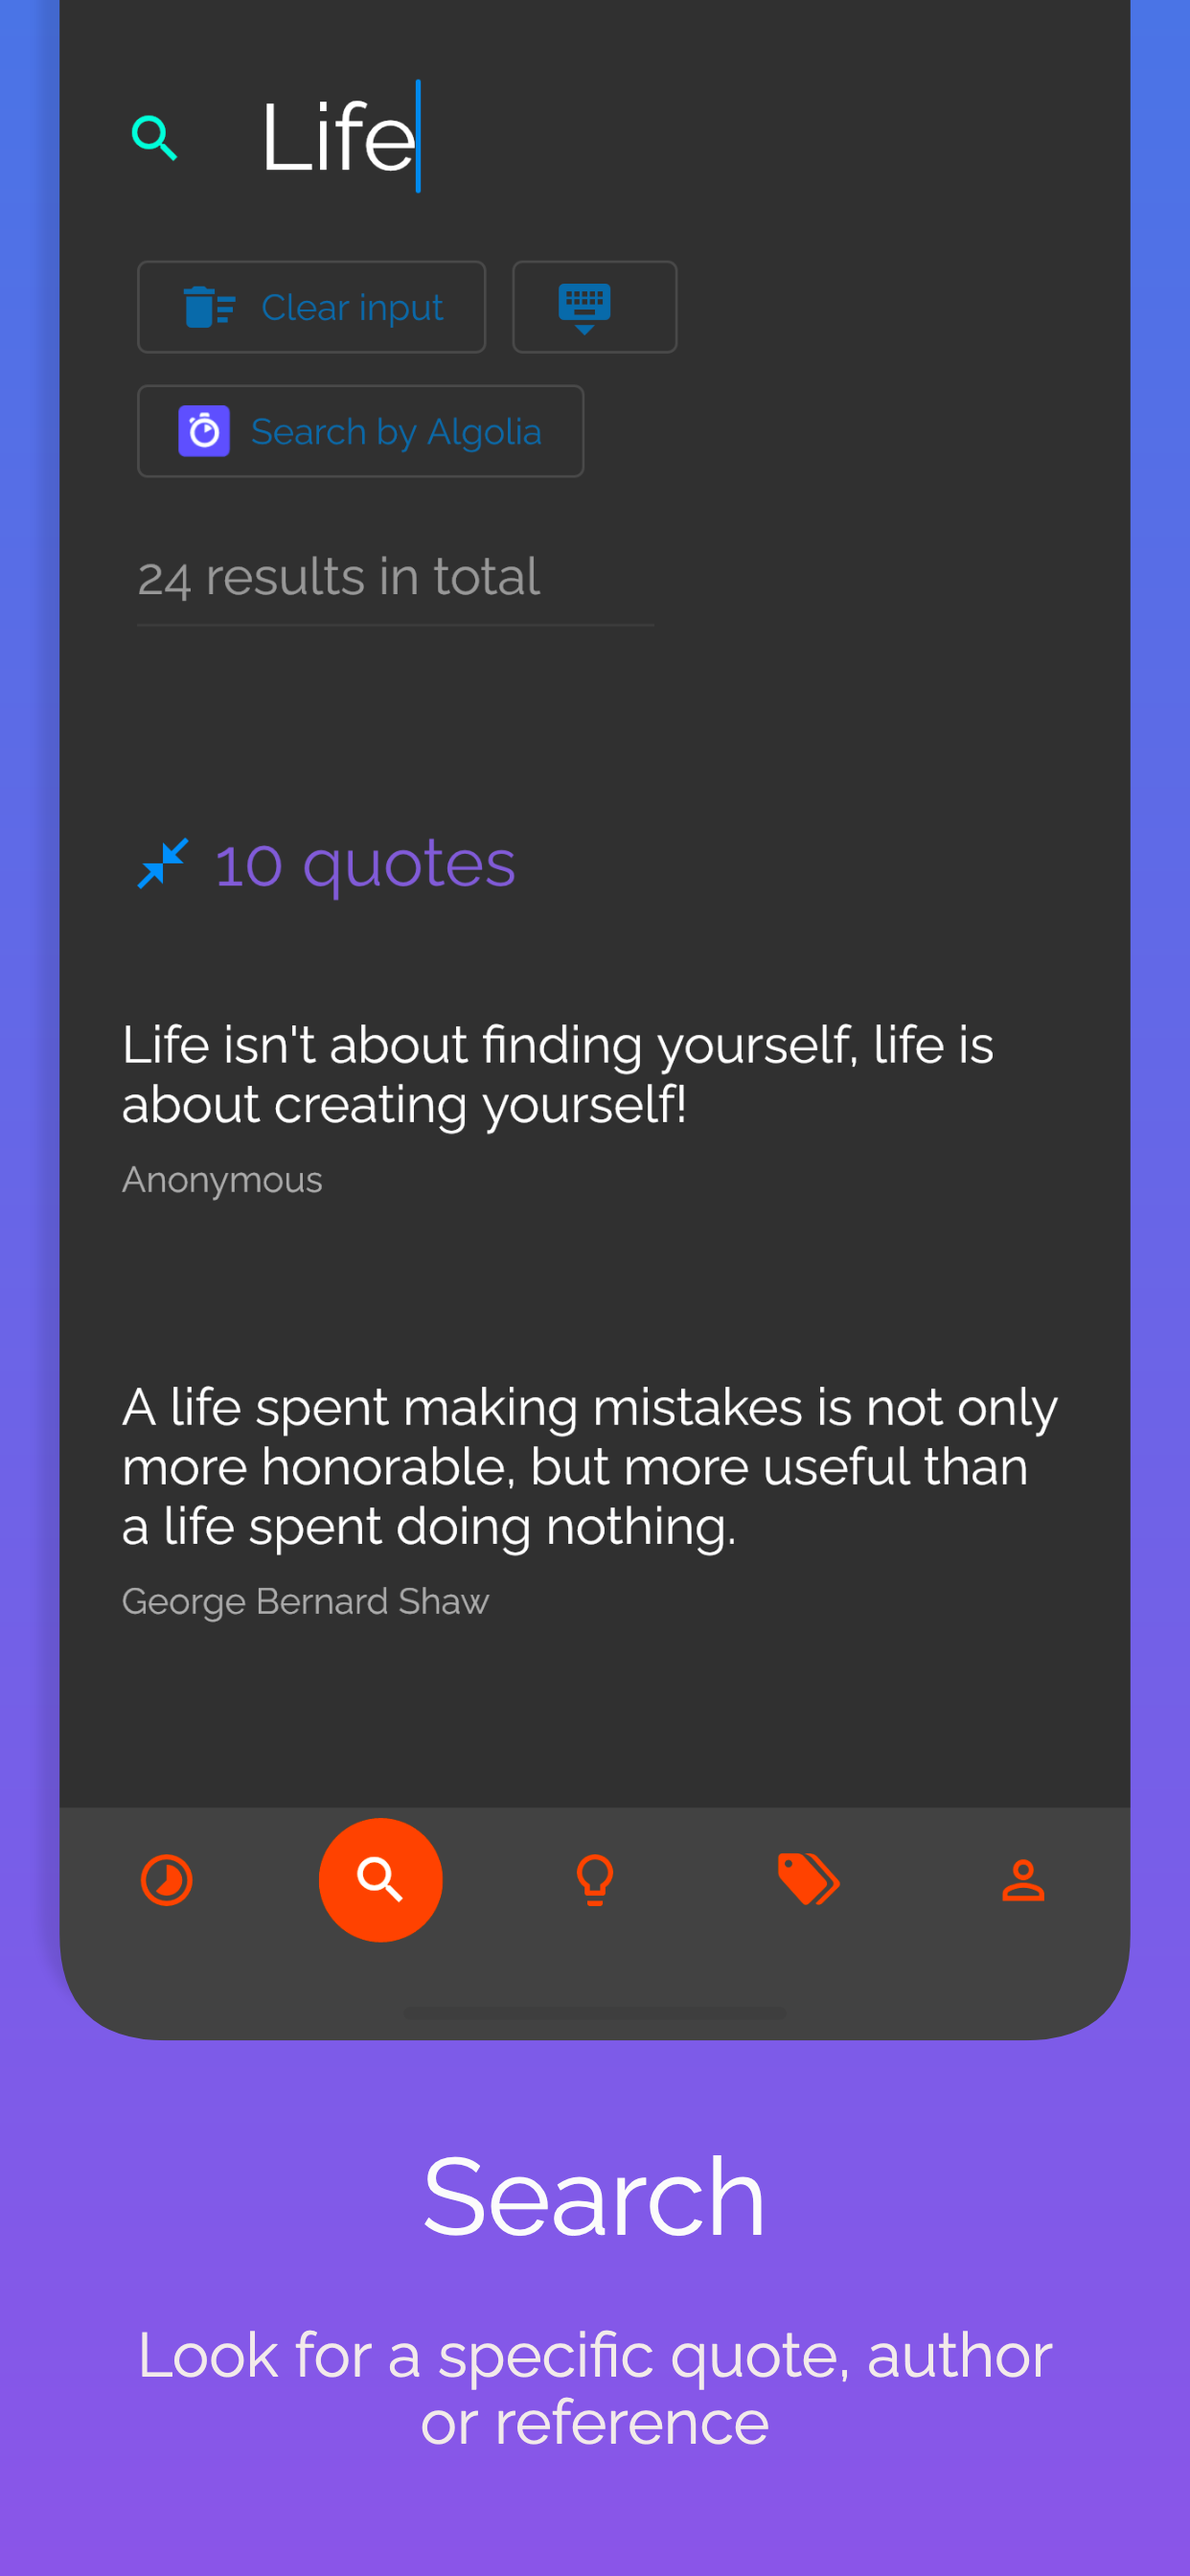 Life
Clear input
Search by Algolia
24 results in total
10 quotes
Life isn't about finding yourself, life is
about creating yourself!
Anonymous
A life spent making mistakes is not only
more honorable, but more useful than
a life spent doing nothing.
George Bernard Shaw
Search
Look for a specific quote, author
or reference